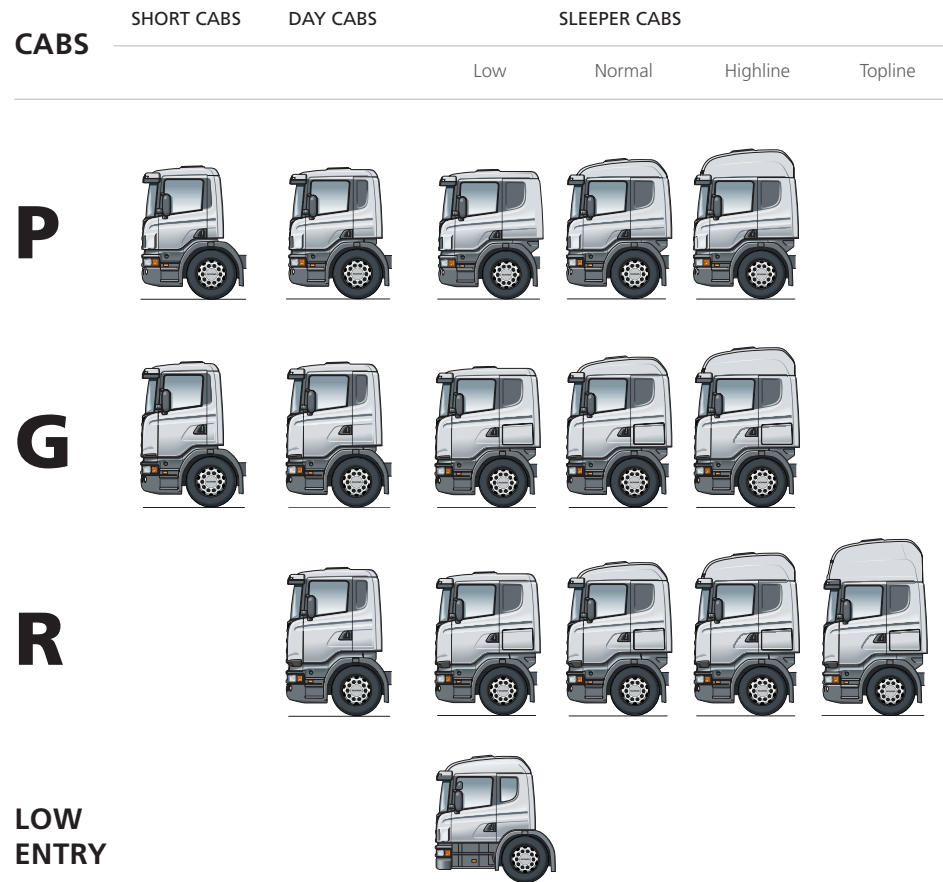 SHORT CABS DAY CABS SLEEPER CABS
CABS
Low Normal Highline Topline
P
G
R
LOW
ENTRY